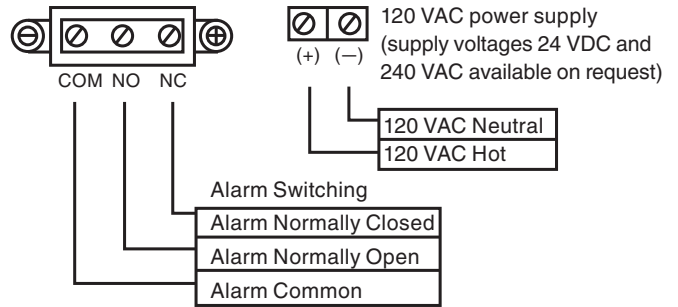 COM NO NC
(+) (—)
120 VAC power supply
(supply voltages 24 VDC and
240 VAC available on request)
120 VAC Neutral
120 VAC Hot
Alarm Switching
Alarm Normally Closed
Alarm Normally Open
Alarm Common